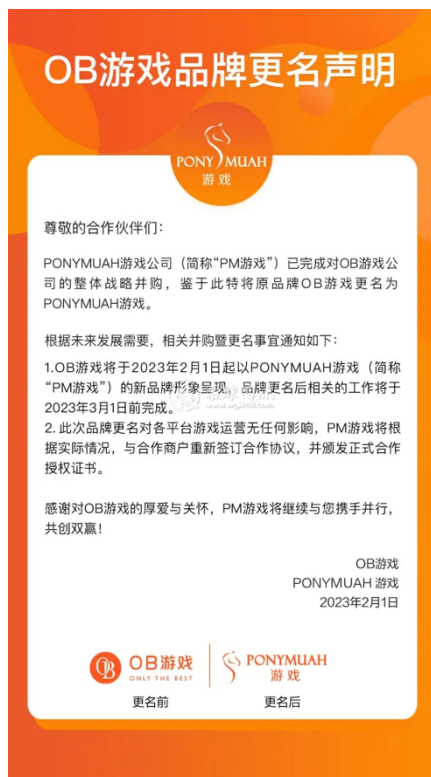 OB游戏品牌更名声明
PONY MUAH
游戏
尊敬的合作伙伴们：
PONYMUAH游戏公司（简称“PM游戏”）已完成对OB游戏公
司的整体战略并购，鉴于此特将原品牌OB游戏更名为
PONYMUAH游戏。
根据未来发展需要，相关并购暨更名事宜通知如下：
1.OB游戏将于2023年2月1日起以PONYMUAH游戏（简称
“PM游戏”）的新品牌形象呈现，品牌更名后相关的工作将于
2023年3月1日前完成。
2. 此次品牌更名对各平台游戏运营无任何影响，PM游戏将根
据实际情况，与合作商户重新签订合作协议，并颁发正式合作
授权证书。
感谢对OB游戏的厚爱与关怀，PM游戏将继续与您携手并行，
共创双赢！
OB游戏
PONYMUAH 游戏
2023年2月1日
OB游戏
ONLY THE BEST
PONYMUAH
游戏
更名前
更名后